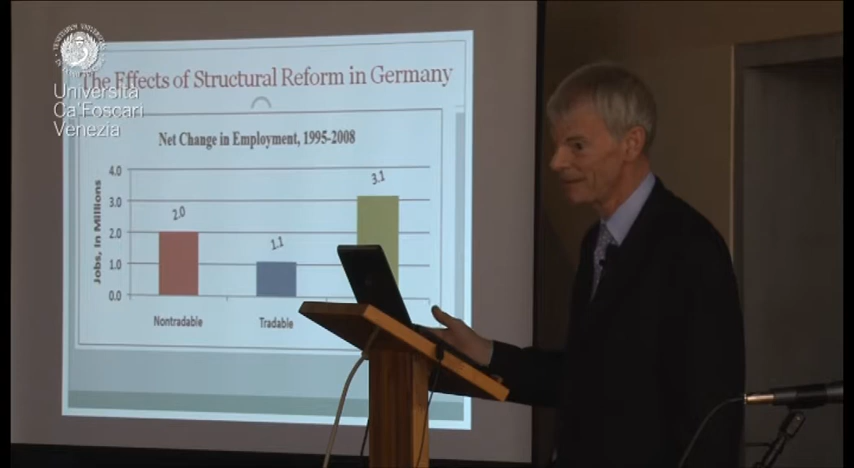 Università
Ca'Foscari
Venezia
The Effects of Structural Reform in Germany
Net Change in Employment, 1995-2008
Jobs, in Millions
4.0
3.0
2.0
1.0
0.0
2.0
1.1
3.1
Nontradable
Tradable